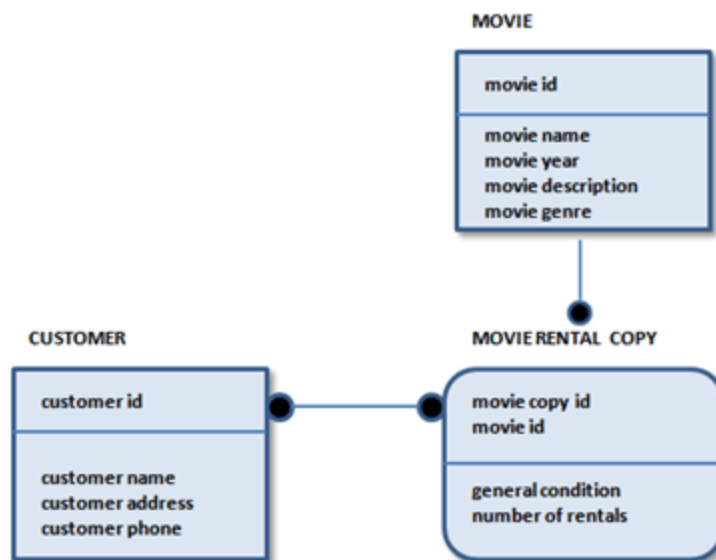 MOVIE
movie id
movie name
movie year
movie description
movie genre
CUSTOMER
customer id
customer name
customer address
customer phone
MOVIE RENTAL COPY
movie copy id
movie id
general condition
number of rentals